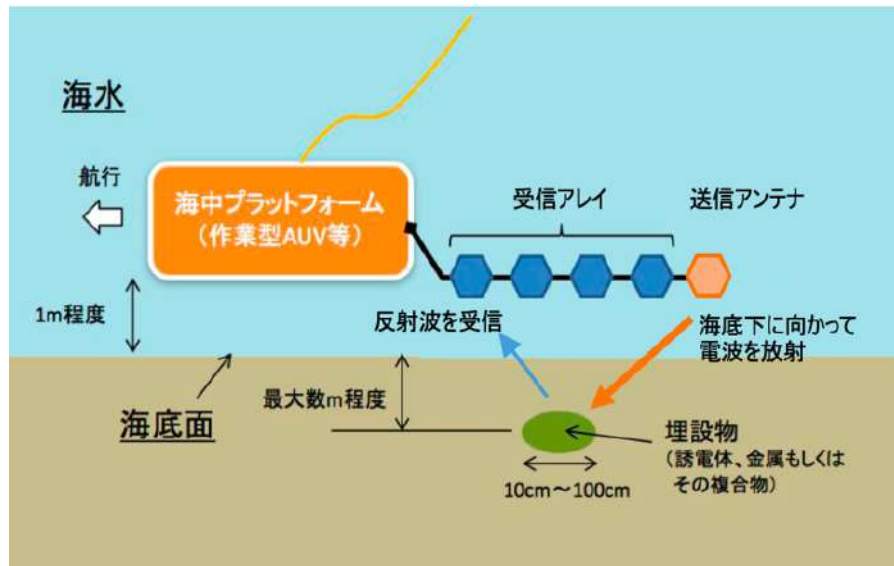 海水
航行
海中プラットフォーム
(作業型AUV等)
受信アレイ
送信アンテナ
1m程度
反射波を受信
海底下に向かって
電波を放射
最大数m程度
海底面
埋設物
(誘電体、金属もしくは
その複合物)
10cm~100cm